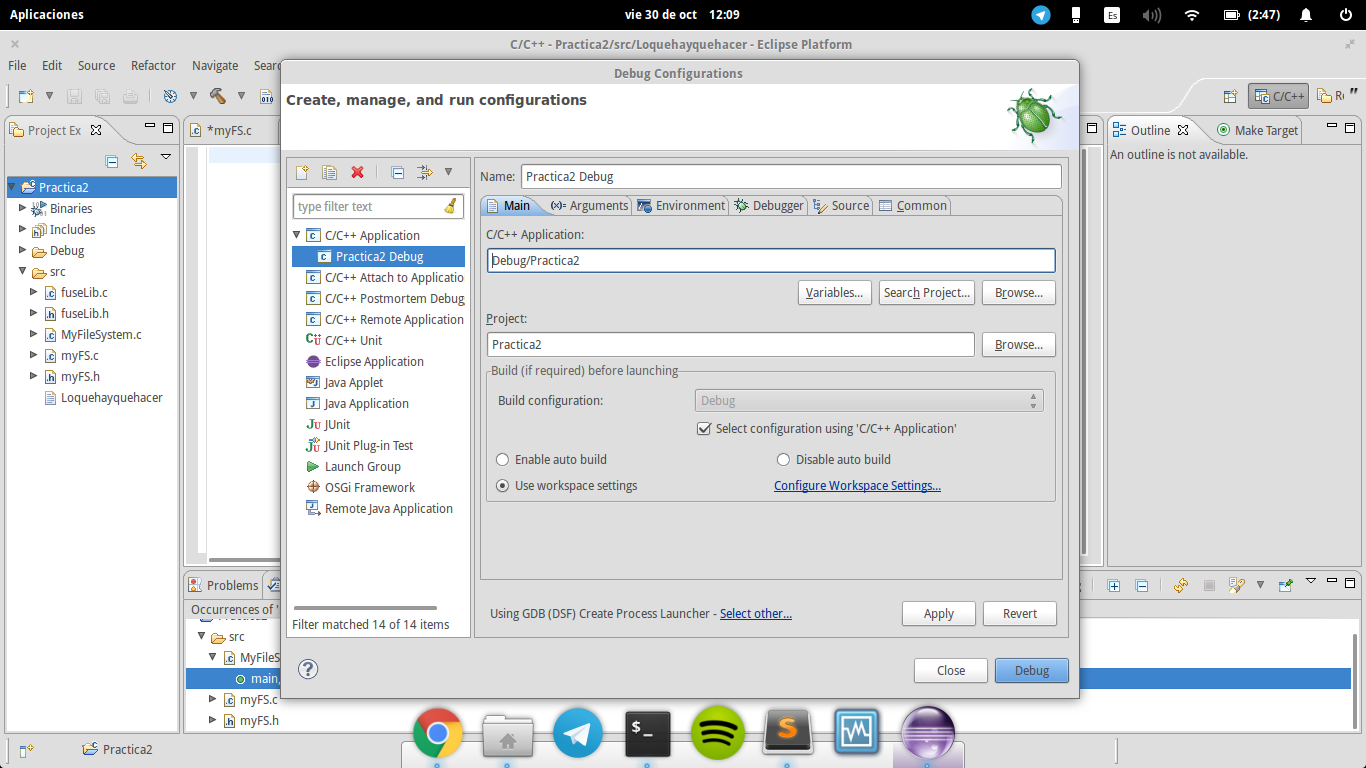 Aplicaciones
vie 30 de oct 12:09
Es
(2:47)
C/C++ - Practica2/src/Loquehayquehacer - Eclipse Platform
File Edit Source Refactor Navigate Sear
C/C++
Project Ex
*myFS.c
Outline
Make Target
An outline is not available.
Practica2
Binaries
Includes
Debug
src
fuseLib.c
fuseLib.h
MyFileSystem.c
myFS.c
myFS.h
Loquehayquehacer
Debug Configurations
Create, manage, and run configurations
type filter text
C/C++ Application
Practica2 Debug
C/C++ Attach to Applicatio
C/C++ Postmortem Debug
C/C++ Remote Application
C/C++ Unit
Eclipse Application
Java Applet
Java Application
JUnit
JUnit Plug-in Test
Launch Group
OSGi Framework
Remote Java Application
Filter matched 14 of 14 items
Name: Practica2 Debug
Main Arguments Environment Debugger Source Common
C/C++ Application:
Debug/Practica2
Variables... Search Project... Browse...
Project:
Practica2 Browse...
Build (if required) before launching
Build configuration: Debug
Select configuration using 'C/C++ Application'
Enable auto build Disable auto build
Use workspace settings Configure Workspace Settings...
Using GDB (DSF) Create Process Launcher - Select other...
Apply Revert
Close Debug
Problems
Occurrences of '
src
MyFileS
main
myFS.c
myFS.h
Practica2